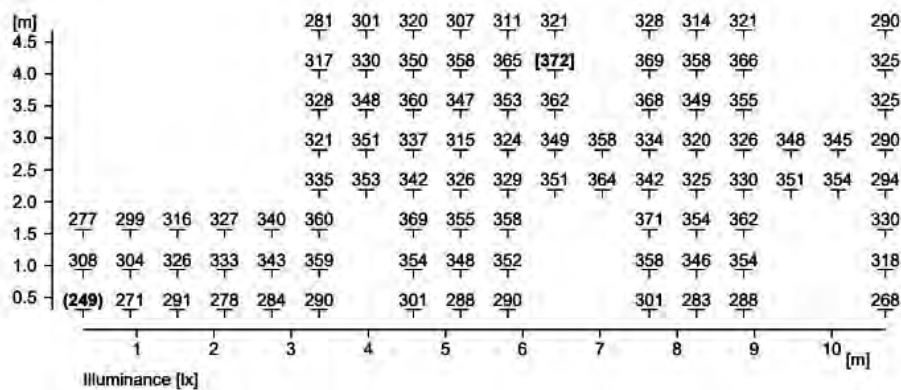 [m] 281 301 320 307 311 321 328 314 321 290
4.5
317 330 350 358 365 [372] 369 358 366 325
4.0
328 348 360 347 353 362 368 349 355 325
3.5
3.0 321 351 337 315 324 349 358 334 320 326 348 345 290
2.5
335 353 342 326 329 351 364 342 325 330 351 354 294
2.0
277 299 316 327 340 360 369 355 358 371 354 362 330
1.5
1.0 308 304 326 333 343 359 354 348 352 358 346 354 318
0.5 (249) 271 291 278 284 290 301 288 290 301 283 288 268
1 2 3 4 5 6 7 8 9 10 [m]
Illuminance [lx]